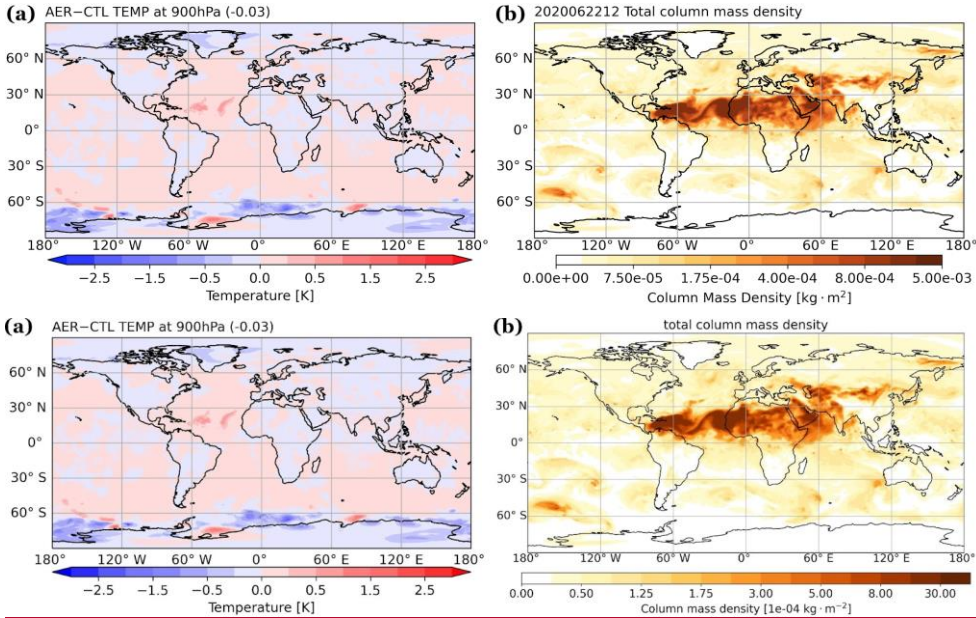 (a) AER−CTL TEMP at 900hPa (-0.03)
60° N
30° N
0°
30° S
60° S
180° 120° 60° W 0° 60° E 120° 180°
−2.5 −1.5 −0.5 0.0 0.5 1.5 2.5
Temperature [K]
(b) 2020062212 Total column mass density
60° N
30° N
0°
30° S
60° S
180° 120° 60° W 0° 60° E 120° 180°
0.00e+00 7.50e-05 1.75e-04 4.00e-04 8.00e-04 5.00e-03
Column Mass Density [kg · m²]
(a) AER−CTL TEMP at 900hPa (-0.03)
60° N
30° N
0°
30° S
60° S
180° 120° 60° W 0° 60° E 120° 180°
−2.5 −1.5 −0.5 0.0 0.5 1.5 2.5
Temperature [K]
(b) total column mass density
60° N
30° N
0°
30° S
60° S
180° 120° 60° W 0° 60° E 120° 180°
0.00 0.50 1.25 1.75 3.00 5.00 8.00 30.00
Column mass density [1e-04 kg · m⁻²]